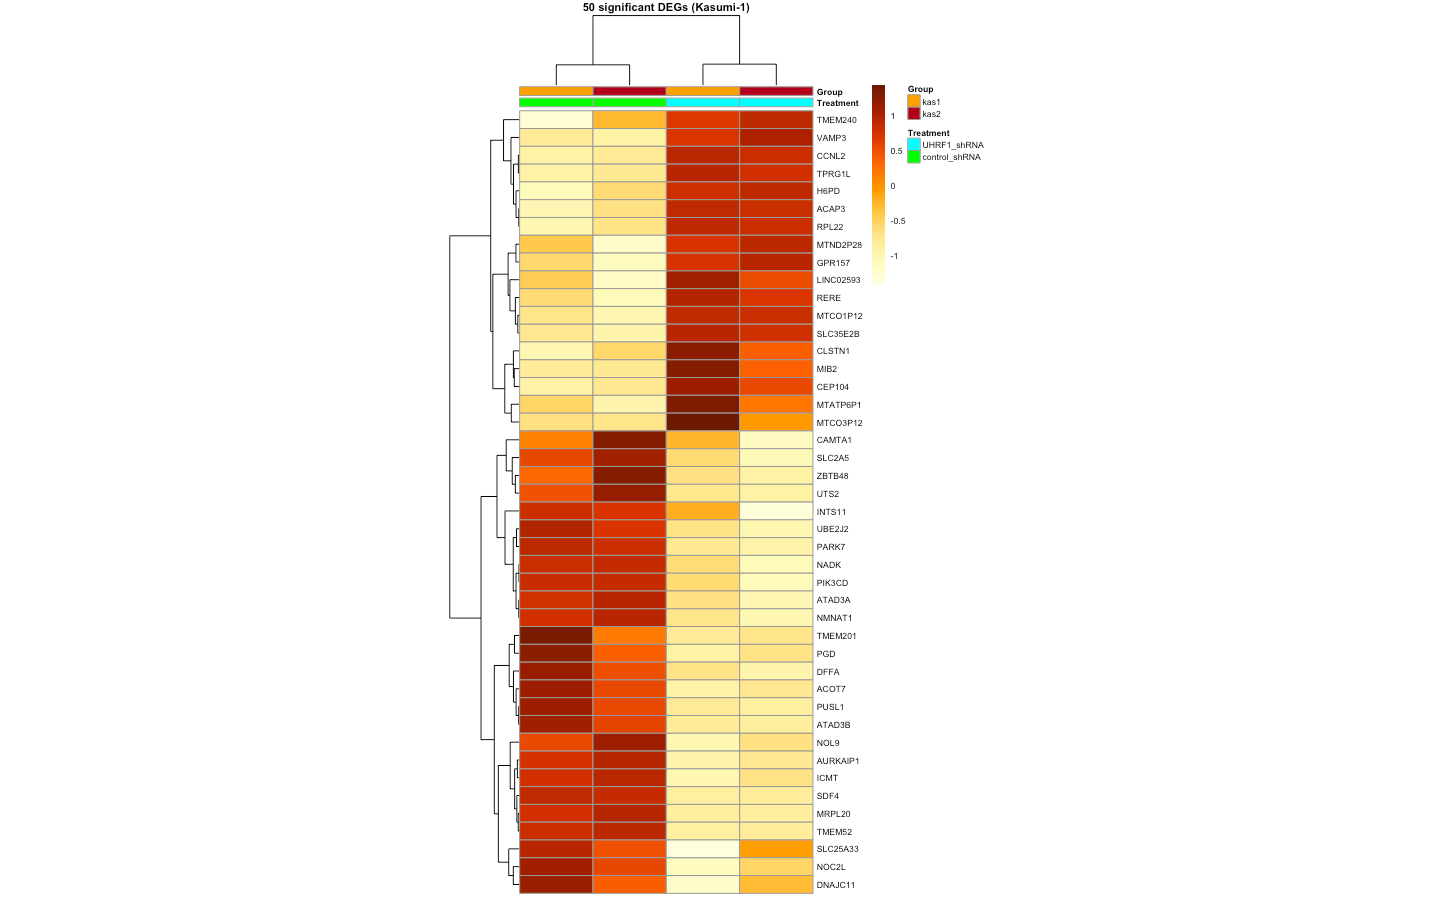 50 significant DEGs (Kasumi-1)
Group
Treatment
TMEM240
VAMP3
CCNL2
TPRG1L
H6PD
ACAP3
RPL22
MTND2P28
GPR157
LINC02593
RERE
MTCO1P12
SLC35E2B
CLSTN1
MIB2
CEP104
MTATP6P1
MTCO3P12
CAMTA1
SLC2A5
ZBTB48
UTS2
INTS11
UBE2J2
PARK7
NADK
PIK3CD
ATAD3A
NMNAT1
TMEM201
PGD
DFFA
ACOT7
PUSL1
ATAD3B
NOL9
AURKAIP1
ICMT
SDF4
MRPL20
TMEM52
SLC25A33
NOC2L
DNAJC11
1
0.5
0
-0.5
-1
Group
kas1
kas2
Treatment
UHRF1_shRNA
control_shRNA